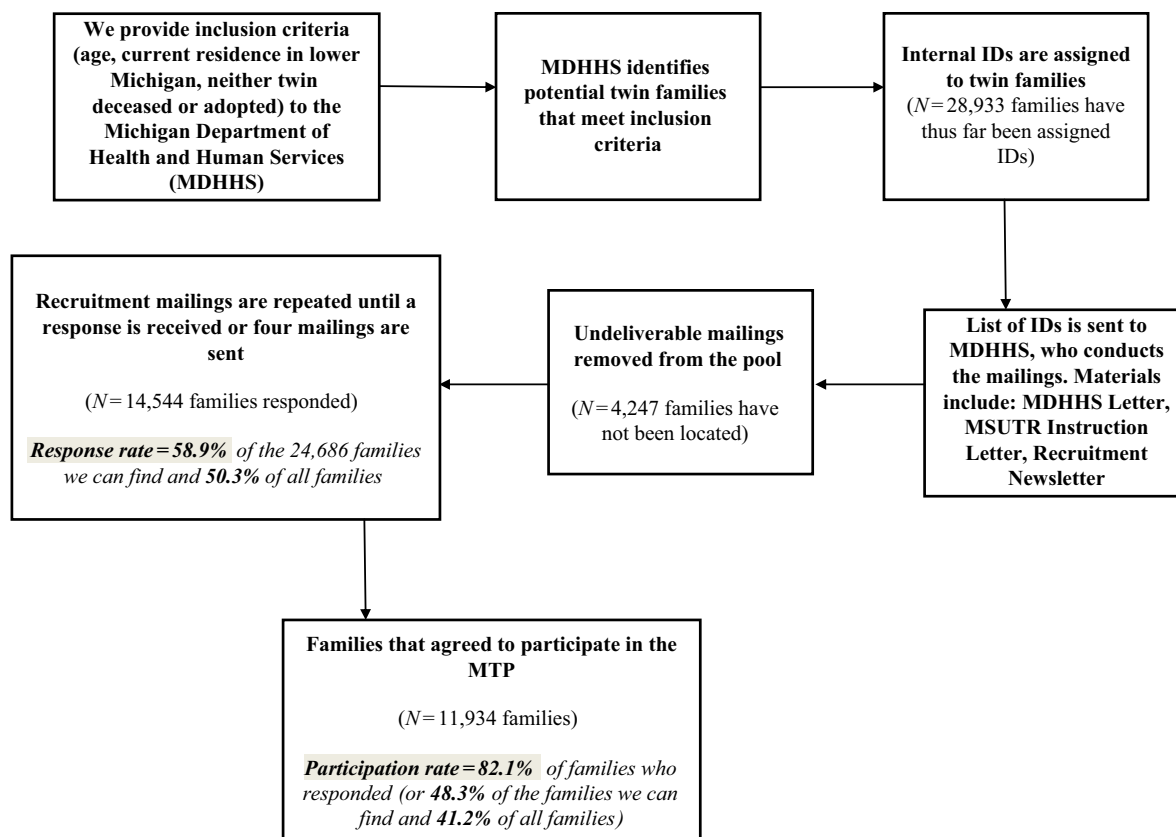 We provide inclusion criteria
(age, current residence in lower
Michigan, neither twin
deceased or adopted) to the
Michigan Department of
Health and Human Services
(MDHHS)
MDHHS identifies
potential twin families
that meet inclusion
criteria
Internal IDs are assigned
to twin families
(N=28,933 families have
thus far been assigned
IDs)
List of IDs is sent to
MDHHS, who conducts
the mailings. Materials
include: MDHHS Letter,
MSUTR Instruction
Letter, Recruitment
Newsletter
Undeliverable mailings
removed from the pool
(N=4,247 families have
not been located)
Recruitment mailings are repeated until a
response is received or four mailings are
sent
(N=14,544 families responded)
Response rate=58.9% of the 24,686 families
we can find and 50.3% of all families
Families that agreed to participate in the
MTP
(N=11,934 families)
Participation rate=82.1% of families who
responded (or 48.3% of the families we can
find and 41.2% of all families)